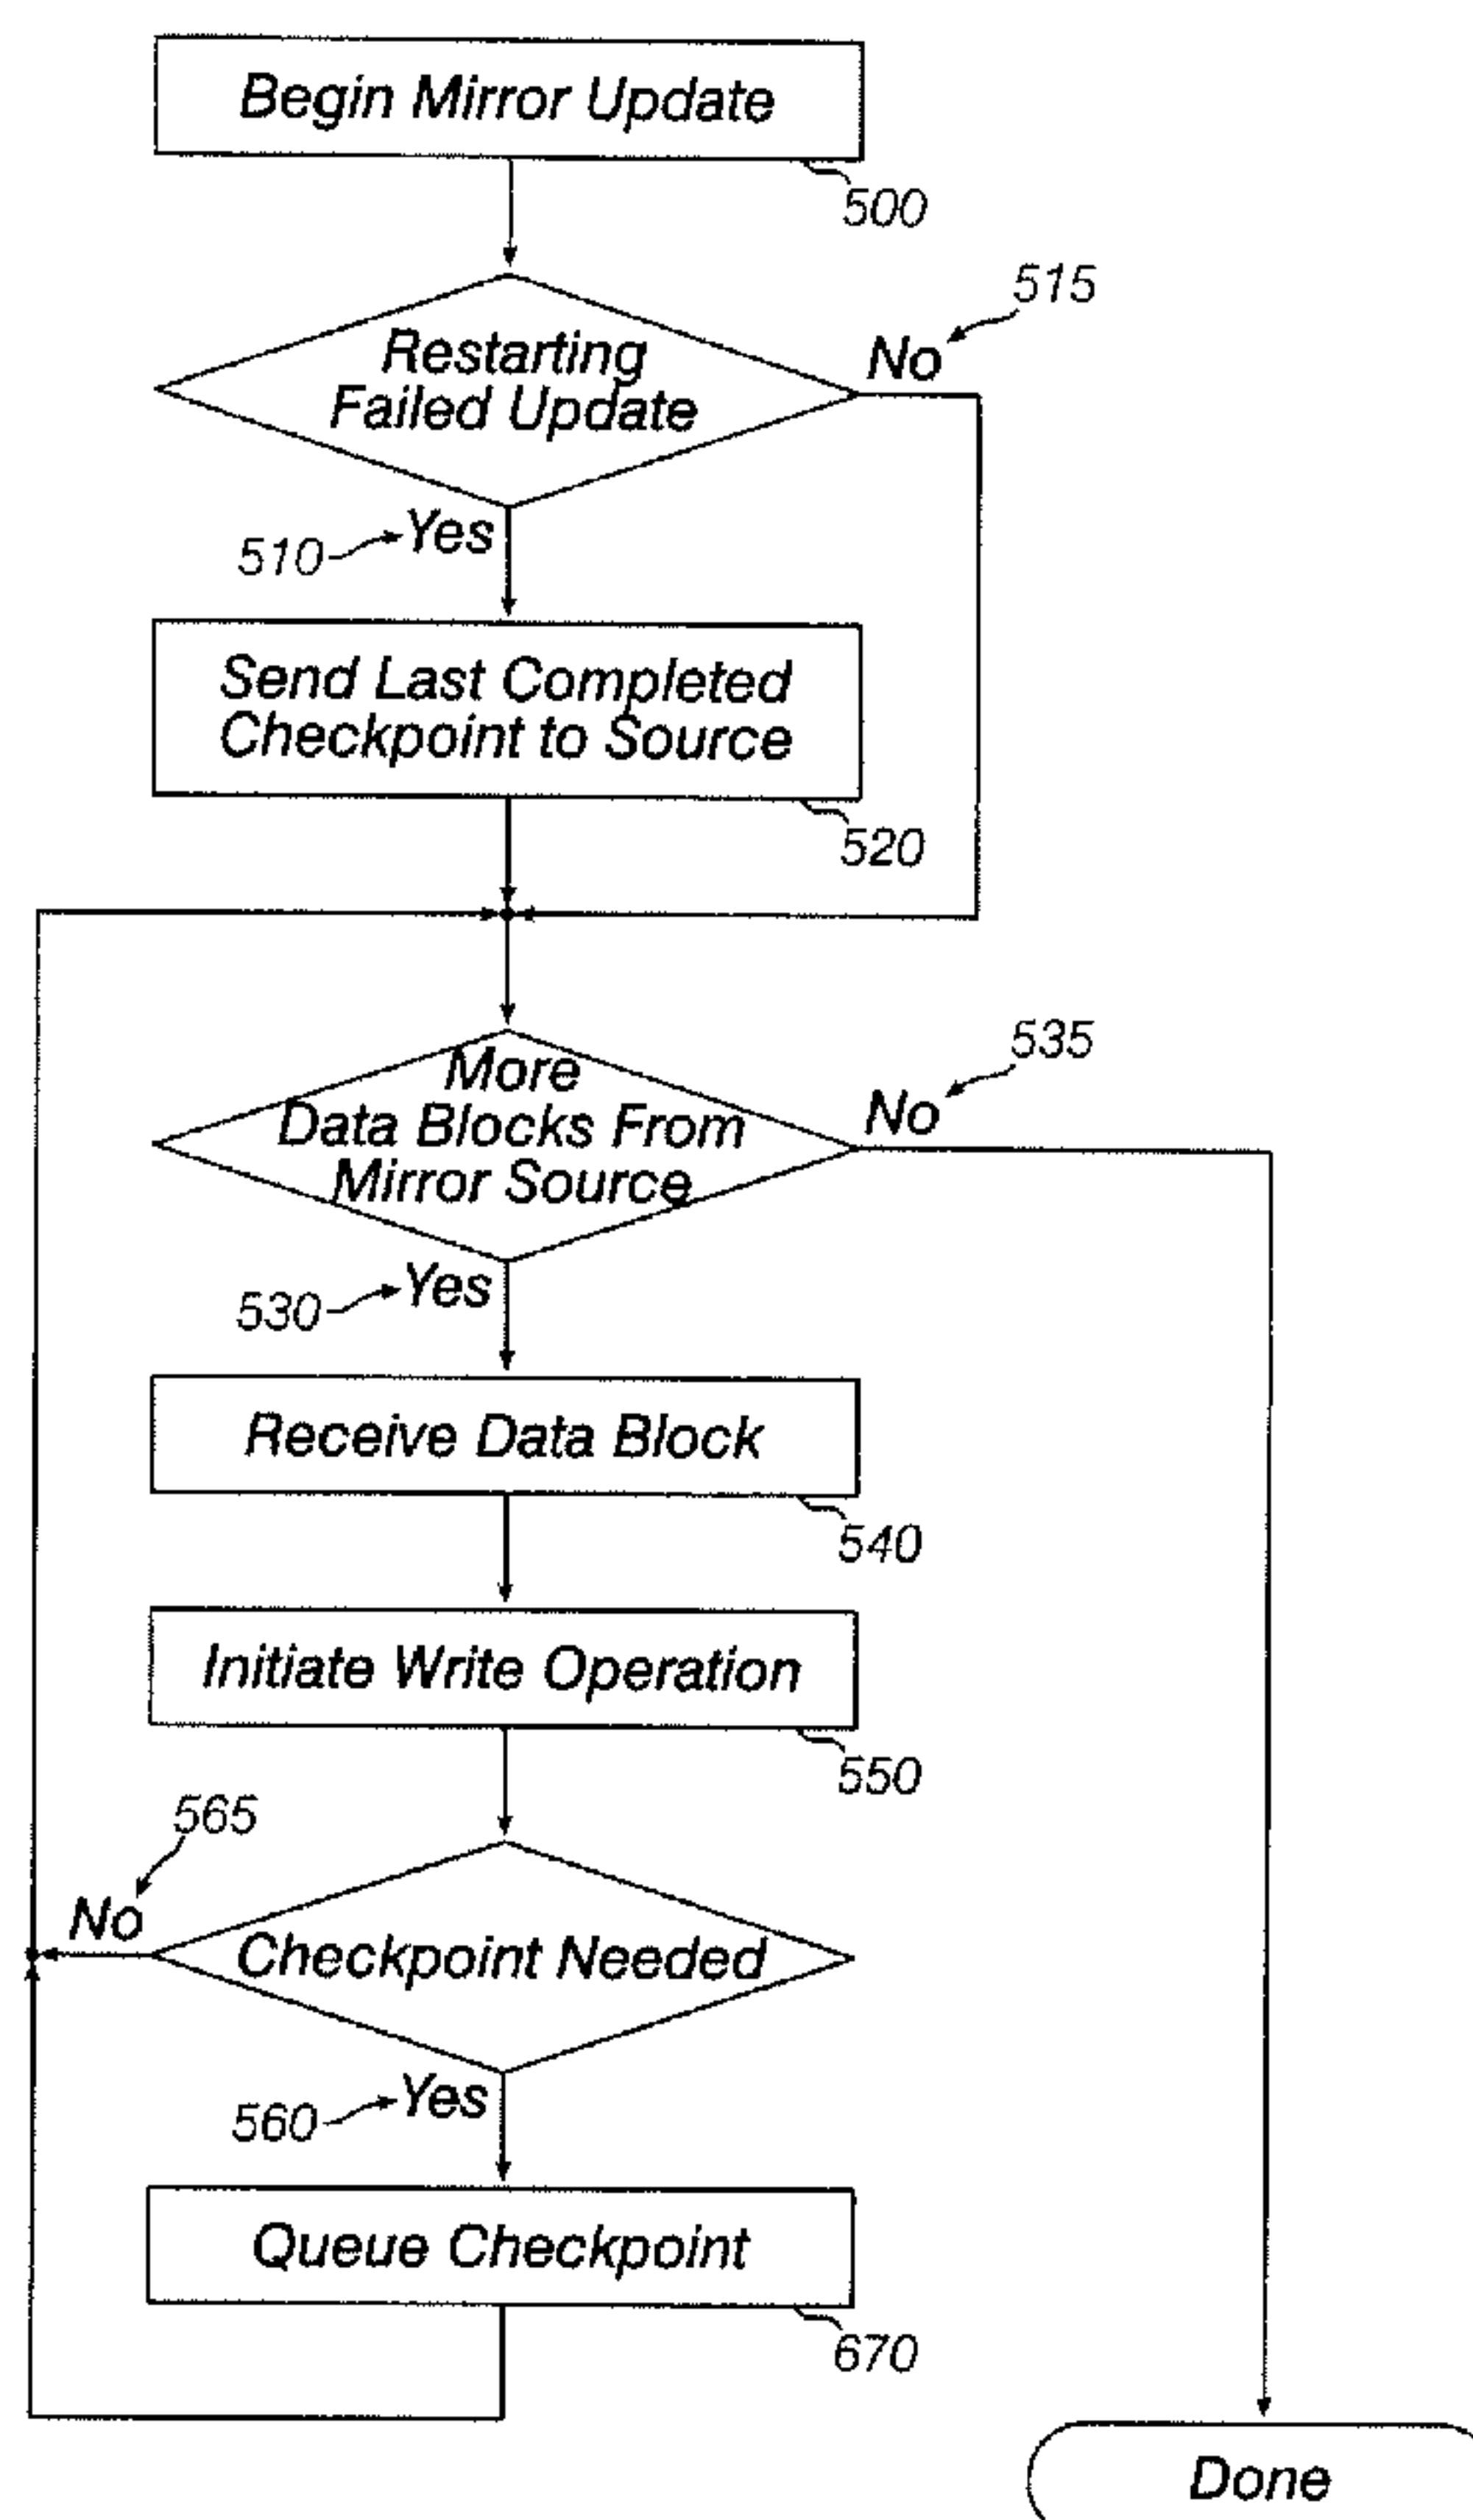 Begin Mirror Update
500
515
Restarting
Failed Update
No
510
Yes
Send Last Completed
Checkpoint to Source
520
535
More
Data Blocks From
Mirror Source
No
530
Yes
Receive Data Block
540
Initiate Write Operation
550
565
No
Checkpoint Needed
560
Yes
Queue Checkpoint
670
Done